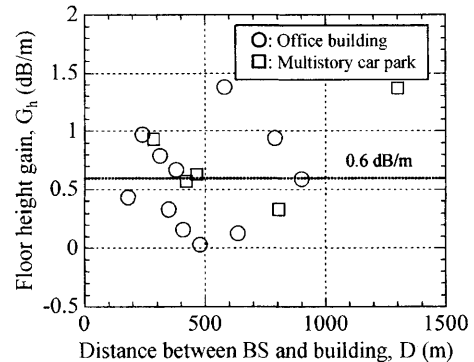 2
○: Office building
□: Multistory car park
1.5
1
0.6 dB/m
0.5
0
-0.5
Floor height gain, Gₕ (dB/m)
0 500 1000 1500
Distance between BS and building, D (m)